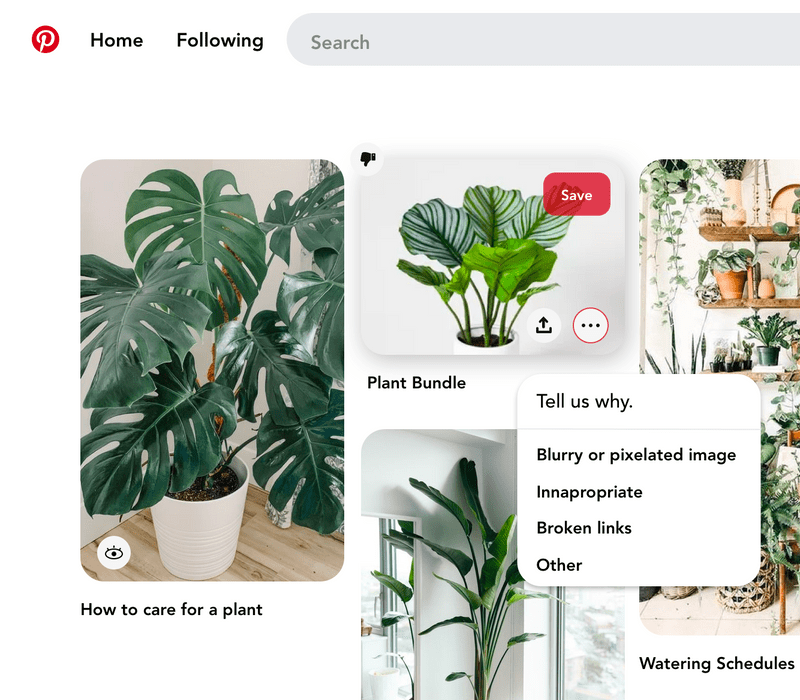 Home
Following
Search
Save
Plant Bundle
Tell us why.
Blurry or pixelated image
Innapropriate
Broken links
Other
How to care for a plant
Watering Schedules